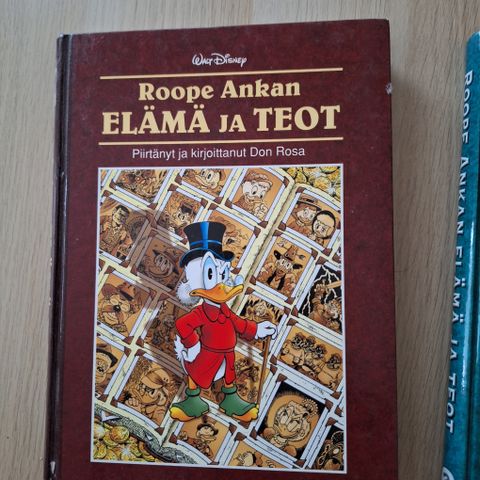 Walt Disney
Roope Ankan
ELÄMÄ JA TEOT
Piirtänyt ja kirjoittanut Don Rosa
ROOPE ANKAN ELÄMÄ JA TEOT